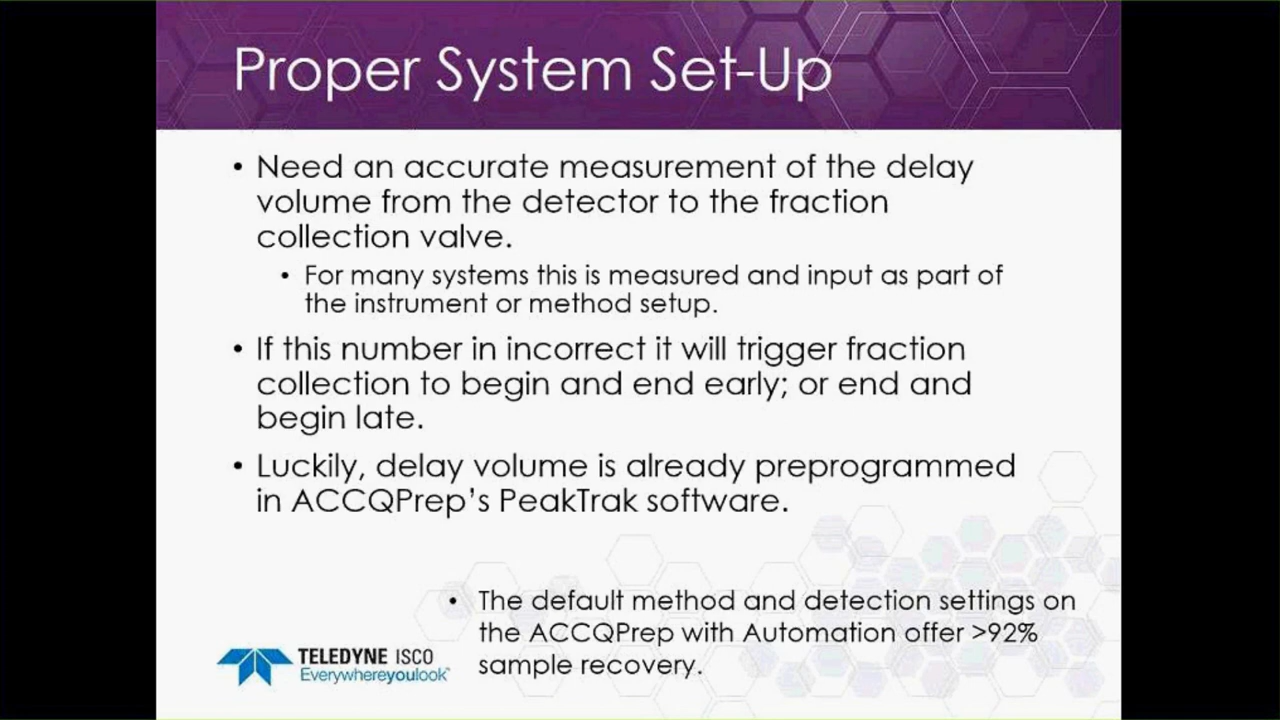 Proper System Set-Up
• Need an accurate measurement of the delay
volume from the detector to the fraction
collection valve.
• For many systems this is measured and input as part of
the instrument or method setup.
• If this number in incorrect it will trigger fraction
collection to begin and end early; or end and
begin late.
• Luckily, delay volume is already preprogrammed
in ACCQPrep's PeakTrak software.
• The default method and detection settings on
the ACCQPrep with Automation offer >92%
sample recovery.
TELEDYNE ISCO
Everywhereyoulook